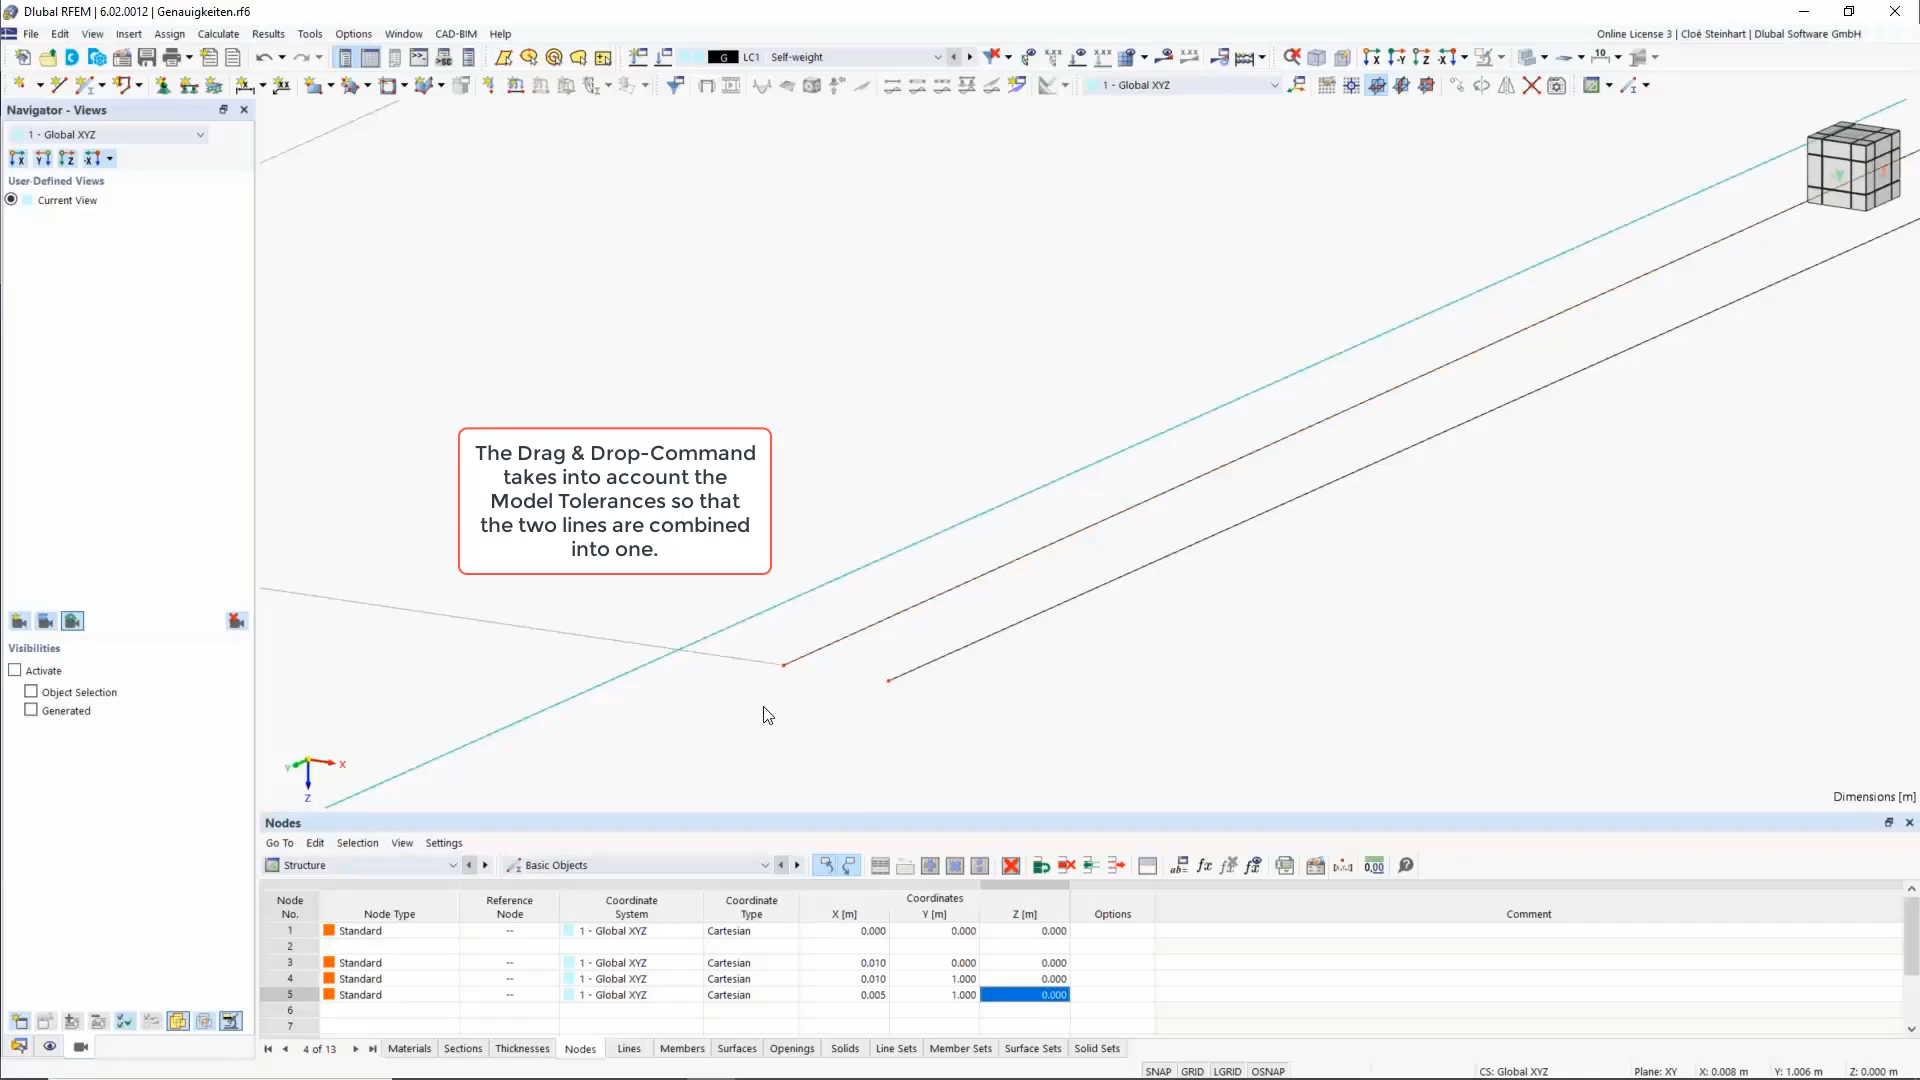 Dlubal RFEM | 6.02.0012 | Genauigkeiten.rf6
File Edit View Insert Assign Calculate Results Tools Options Window CAD-BIM Help
Online License 3 | Cloé Steinhart | Dlubal Software GmbH
G LC1 Self-weight
1 - Global XYZ
Navigator - Views
1 - Global XYZ
User-Defined Views
Current View
The Drag & Drop-Command
takes into account the
Model Tolerances so that
the two lines are combined
into one.
Visibilities
Activate
Object Selection
Generated
Y X
Z
Dimensions [m]
Nodes
Go To Edit Selection View Settings
Structure Basic Objects
Node Reference Coordinate Coordinate Coordinates
No. Node Type Node System Type X [m] Y [m] Z [m] Options Comment
1 Standard -- 1 - Global XYZ Cartesian 0.000 0.000 0.000
2
3 Standard -- 1 - Global XYZ Cartesian 0.010 0.000 0.000
4 Standard -- 1 - Global XYZ Cartesian 0.010 1.000 0.000
5 Standard -- 1 - Global XYZ Cartesian 0.005 1.000 0.000
6
7
4 of 13 Materials Sections Thicknesses Nodes Lines Members Surfaces Openings Solids Line Sets Member Sets Surface Sets Solid Sets
SNAP GRID LGRID OSNAP CS: Global XYZ Plane: XY X: 0.008 m Y: 1.006 m Z: 0.000 m